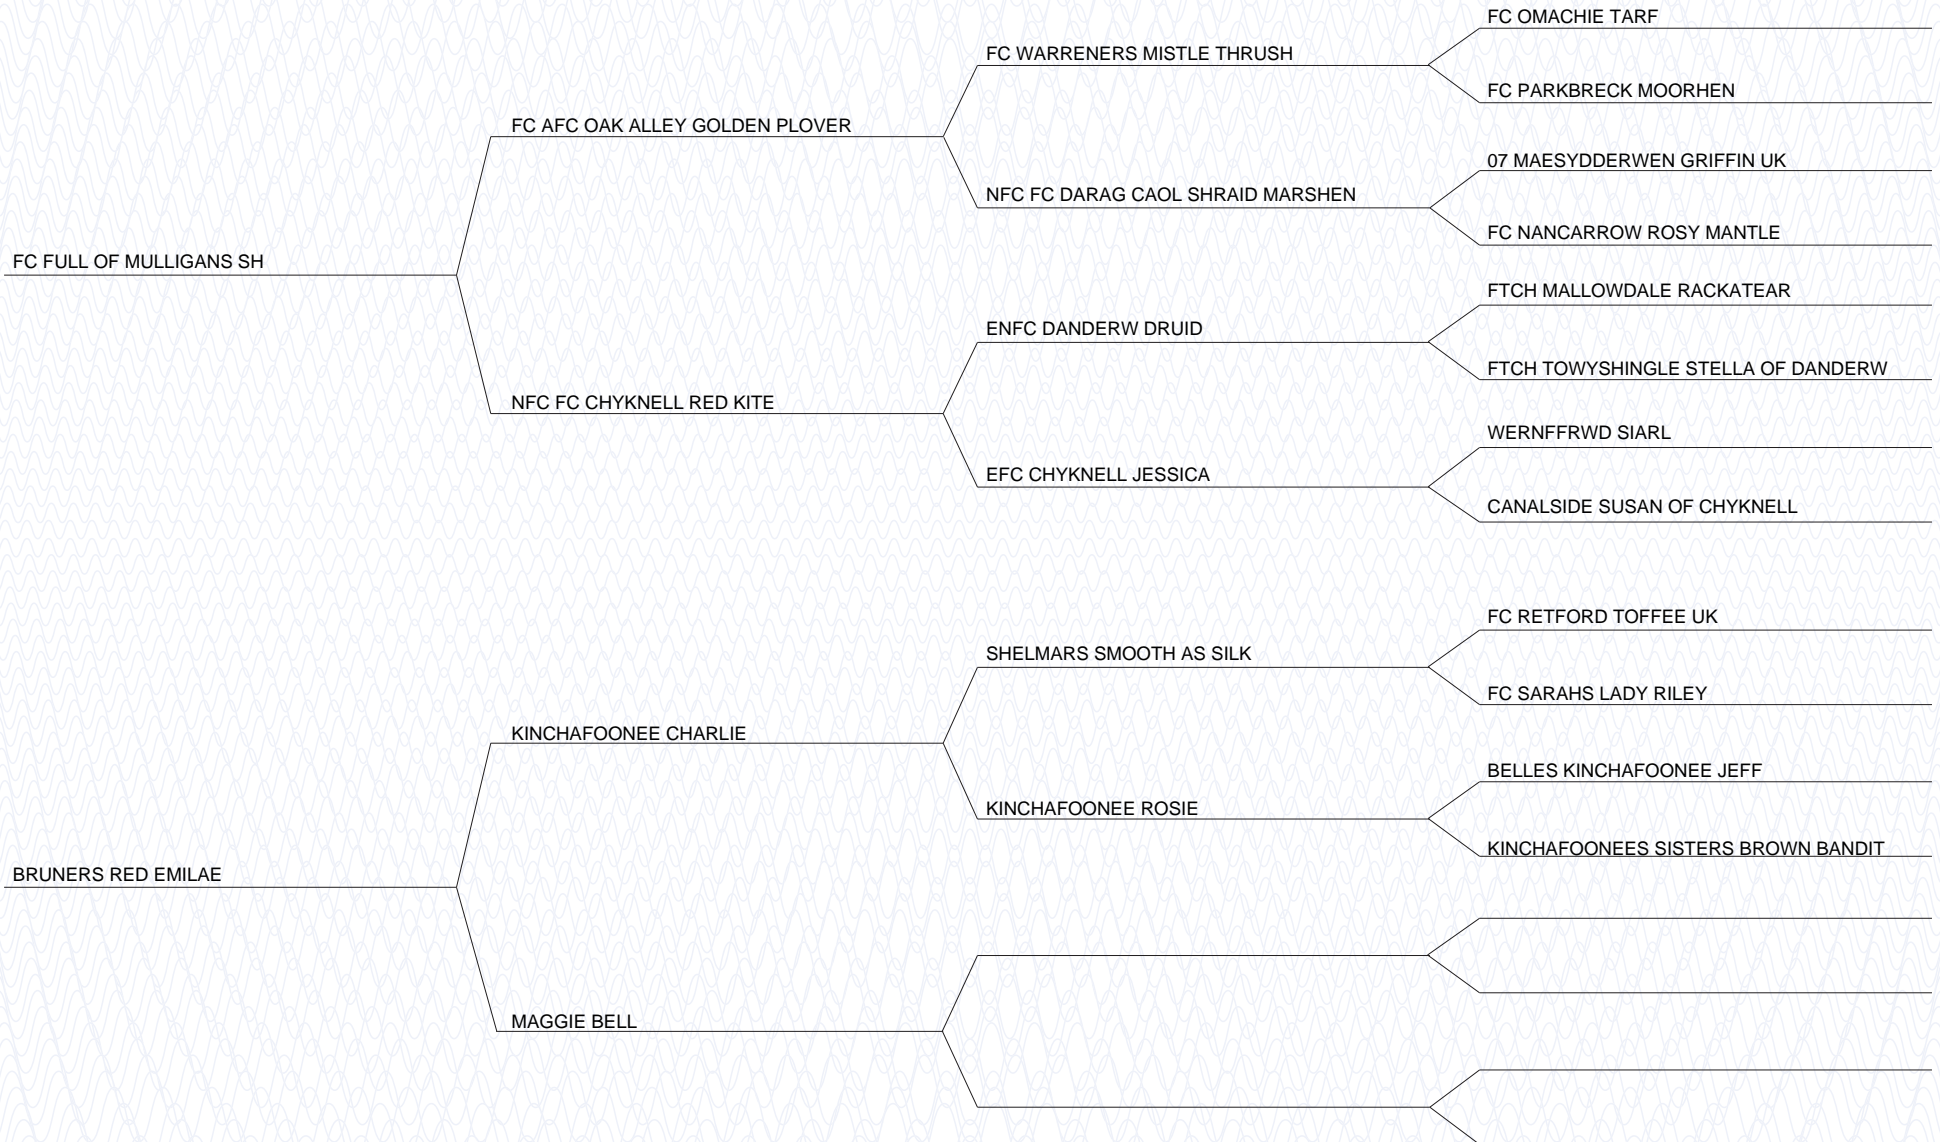 FC OMACHIE TARF
FC WARRENERS MISTLE THRUSH
FC PARKBRECK MOORHEN
FC AFC OAK ALLEY GOLDEN PLOVER
07 MAESYDDERWEN GRIFFIN UK
NFC FC DARAG CAOL SHRAID MARSHEN
FC NANCARROW ROSY MANTLE
FC FULL OF MULLIGANS SH
FTCH MALLOWDALE RACKATEAR
ENFC DANDERW DRUID
FTCH TOWYSHINGLE STELLA OF DANDERW
NFC FC CHYKNELL RED KITE
WERNFFRWD SIARL
EFC CHYKNELL JESSICA
CANALSIDE SUSAN OF CHYKNELL
FC RETFORD TOFFEE UK
SHELMARS SMOOTH AS SILK
FC SARAHS LADY RILEY
KINCHAFOONEE CHARLIE
BELLES KINCHAFOONEE JEFF
KINCHAFOONEE ROSIE
KINCHAFOONEES SISTERS BROWN BANDIT
BRUNERS RED EMILAE
MAGGIE BELL